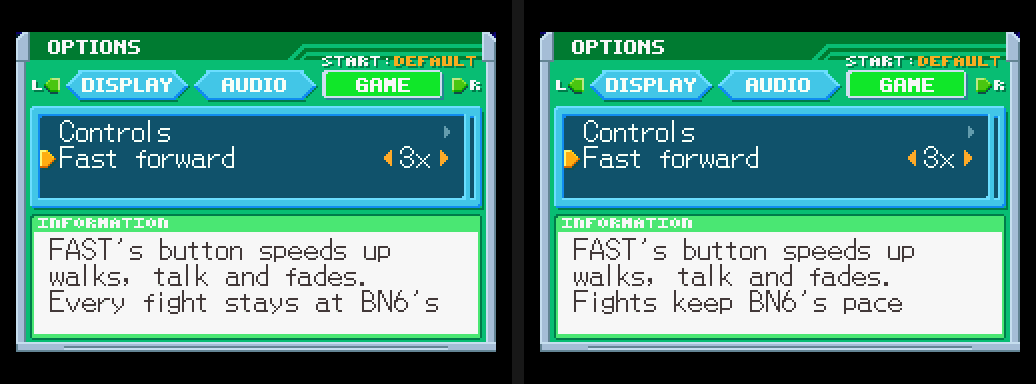 OPTIONS
START:DEFAULT
L DISPLAY AUDIO GAME R
Controls
Fast forward 3x
INFORMATION
FAST's button speeds up
walks, talk and fades.
Every fight stays at BN6's
OPTIONS
START:DEFAULT
L DISPLAY AUDIO GAME R
Controls
Fast forward 3x
INFORMATION
FAST's button speeds up
walks, talk and fades.
Fights keep BN6's pace